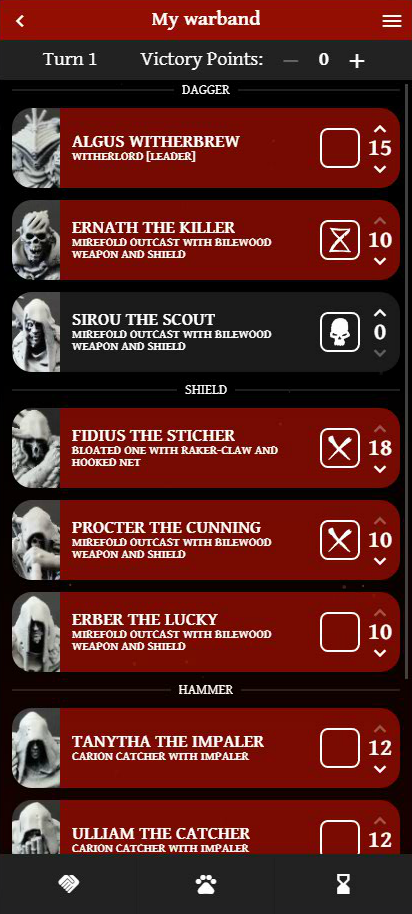 My warband
Turn 1 Victory Points: 0
DAGGER
ALGUS WITHERBREW
WITHERLORD [LEADER]
15
ERNATH THE KILLER
MIREFOLD OUTCAST WITH BILEWOOD
WEAPON AND SHIELD
10
SIROU THE SCOUT
MIREFOLD OUTCAST WITH BILEWOOD
WEAPON AND SHIELD
0
SHIELD
FIDIUS THE STICHER
BLOATED ONE WITH RAKER-CLAW AND
HOOKED NET
18
PROCTER THE CUNNING
MIREFOLD OUTCAST WITH BILEWOOD
WEAPON AND SHIELD
10
ERBER THE LUCKY
MIREFOLD OUTCAST WITH BILEWOOD
WEAPON AND SHIELD
10
HAMMER
TANYTHA THE IMPALER
CARION CATCHER WITH IMPALER
12
ULLIAM THE CATCHER
CARION CATCHER WITH IMPALER
12